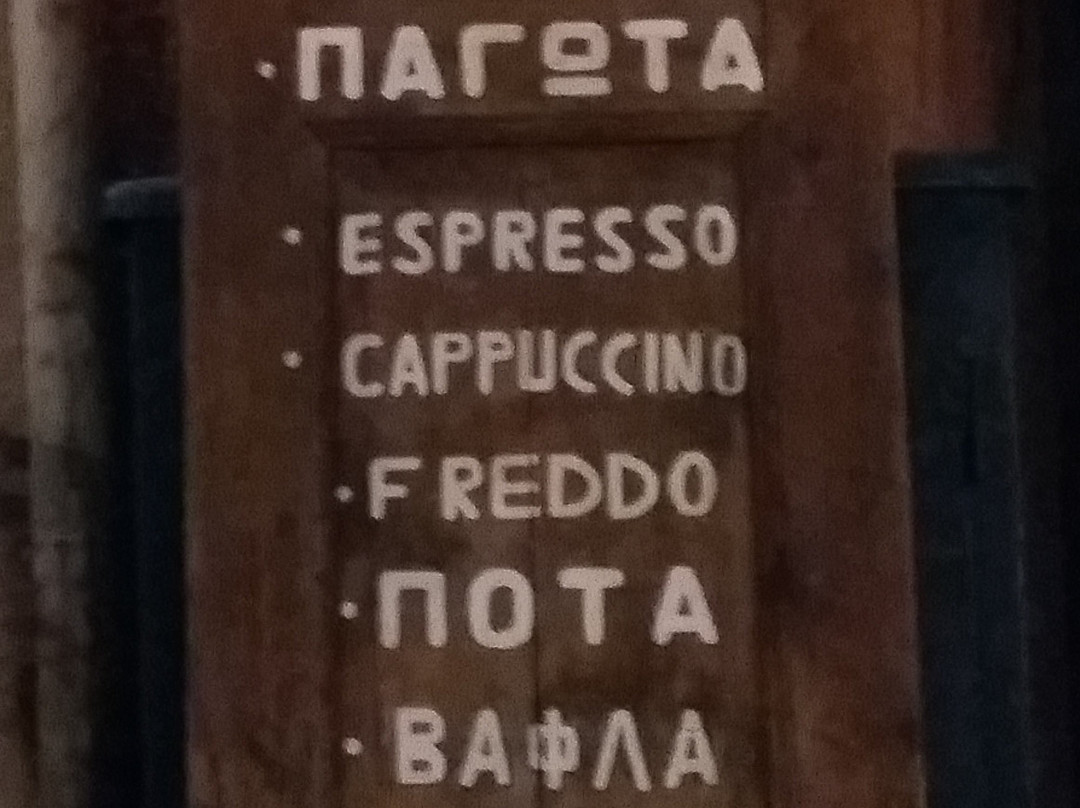 · ΠΑΓΩΤΑ
· ESPRESSO
· CAPPUCCINO
· FREDDO
· ΠΟΤΑ
· ΒΑΦΛΑ